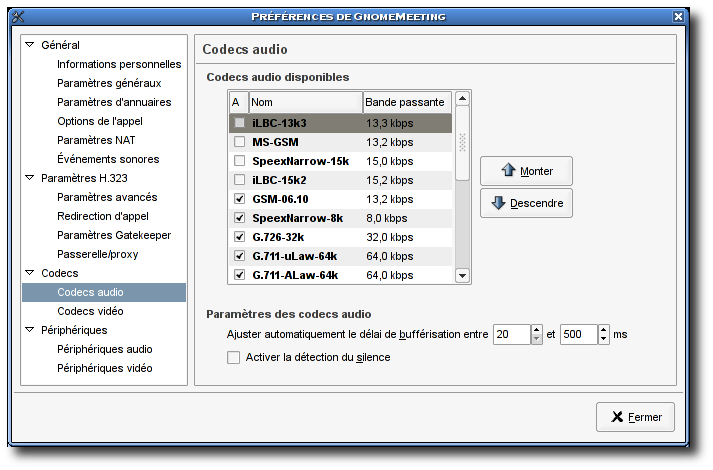 PRÉFÉRENCES DE GNOMEMEETING
Général
Informations personnelles
Paramètres généraux
Paramètres d'annuaires
Options de l'appel
Paramètres NAT
Événements sonores
Paramètres H.323
Paramètres avancés
Redirection d'appel
Paramètres Gatekeeper
Passerelle/proxy
Codecs
Codecs audio
Codecs vidéo
Périphériques
Périphériques audio
Périphériques vidéo
Codecs audio
Codecs audio disponibles
A Nom Bande passante
iLBC-13k3 13,3 kbps
MS-GSM 13,2 kbps
SpeexNarrow-15k 15,0 kbps
iLBC-15k2 15,2 kbps
GSM-06.10 13,2 kbps
SpeexNarrow-8k 8,0 kbps
G.726-32k 32,0 kbps
G.711-uLaw-64k 64,0 kbps
G.711-ALaw-64k 64,0 kbps
Monter
Descendre
Paramètres des codecs audio
Ajuster automatiquement le délai de bufférisation entre 20 et 500 ms
Activer la détection du silence
Fermer